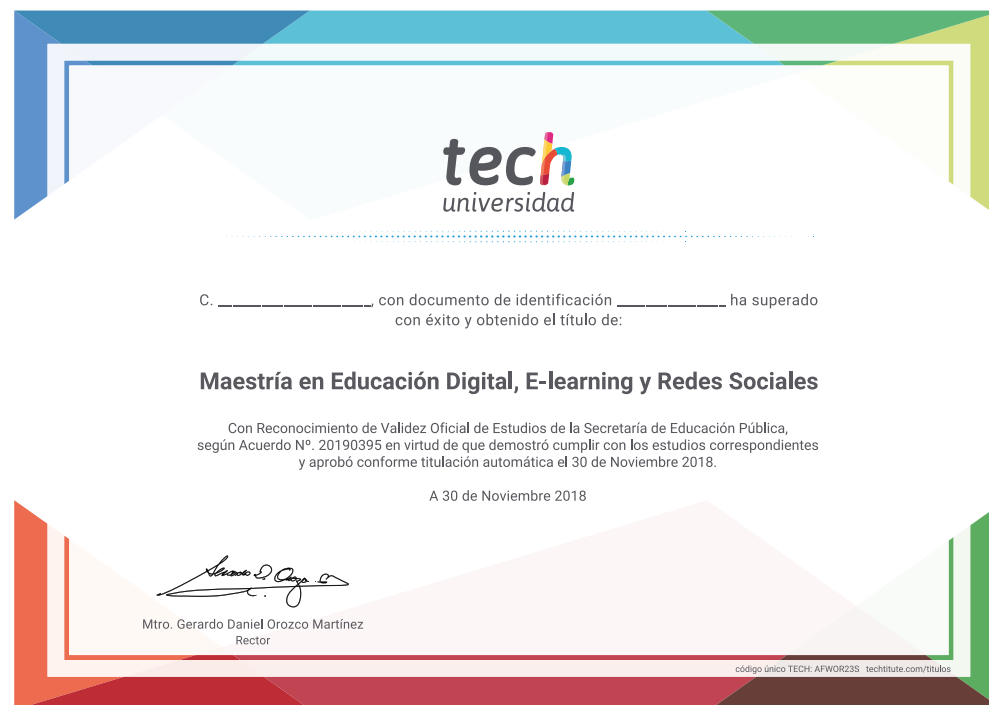 tech
universidad
C. __________________, con documento de identificación _____________ ha superado
con éxito y obtenido el título de:
Maestría en Educación Digital, E-learning y Redes Sociales
Con Reconocimiento de Validez Oficial de Estudios de la Secretaría de Educación Pública,
según Acuerdo Nº. 20190395 en virtud de que demostró cumplir con los estudios correspondientes
y aprobó conforme titulación automática el 30 de Noviembre 2018.
A 30 de Noviembre 2018
Mtro. Gerardo Daniel Orozco Martínez
Rector
código único TECH: AFWOR23S techtitute.com/titulos